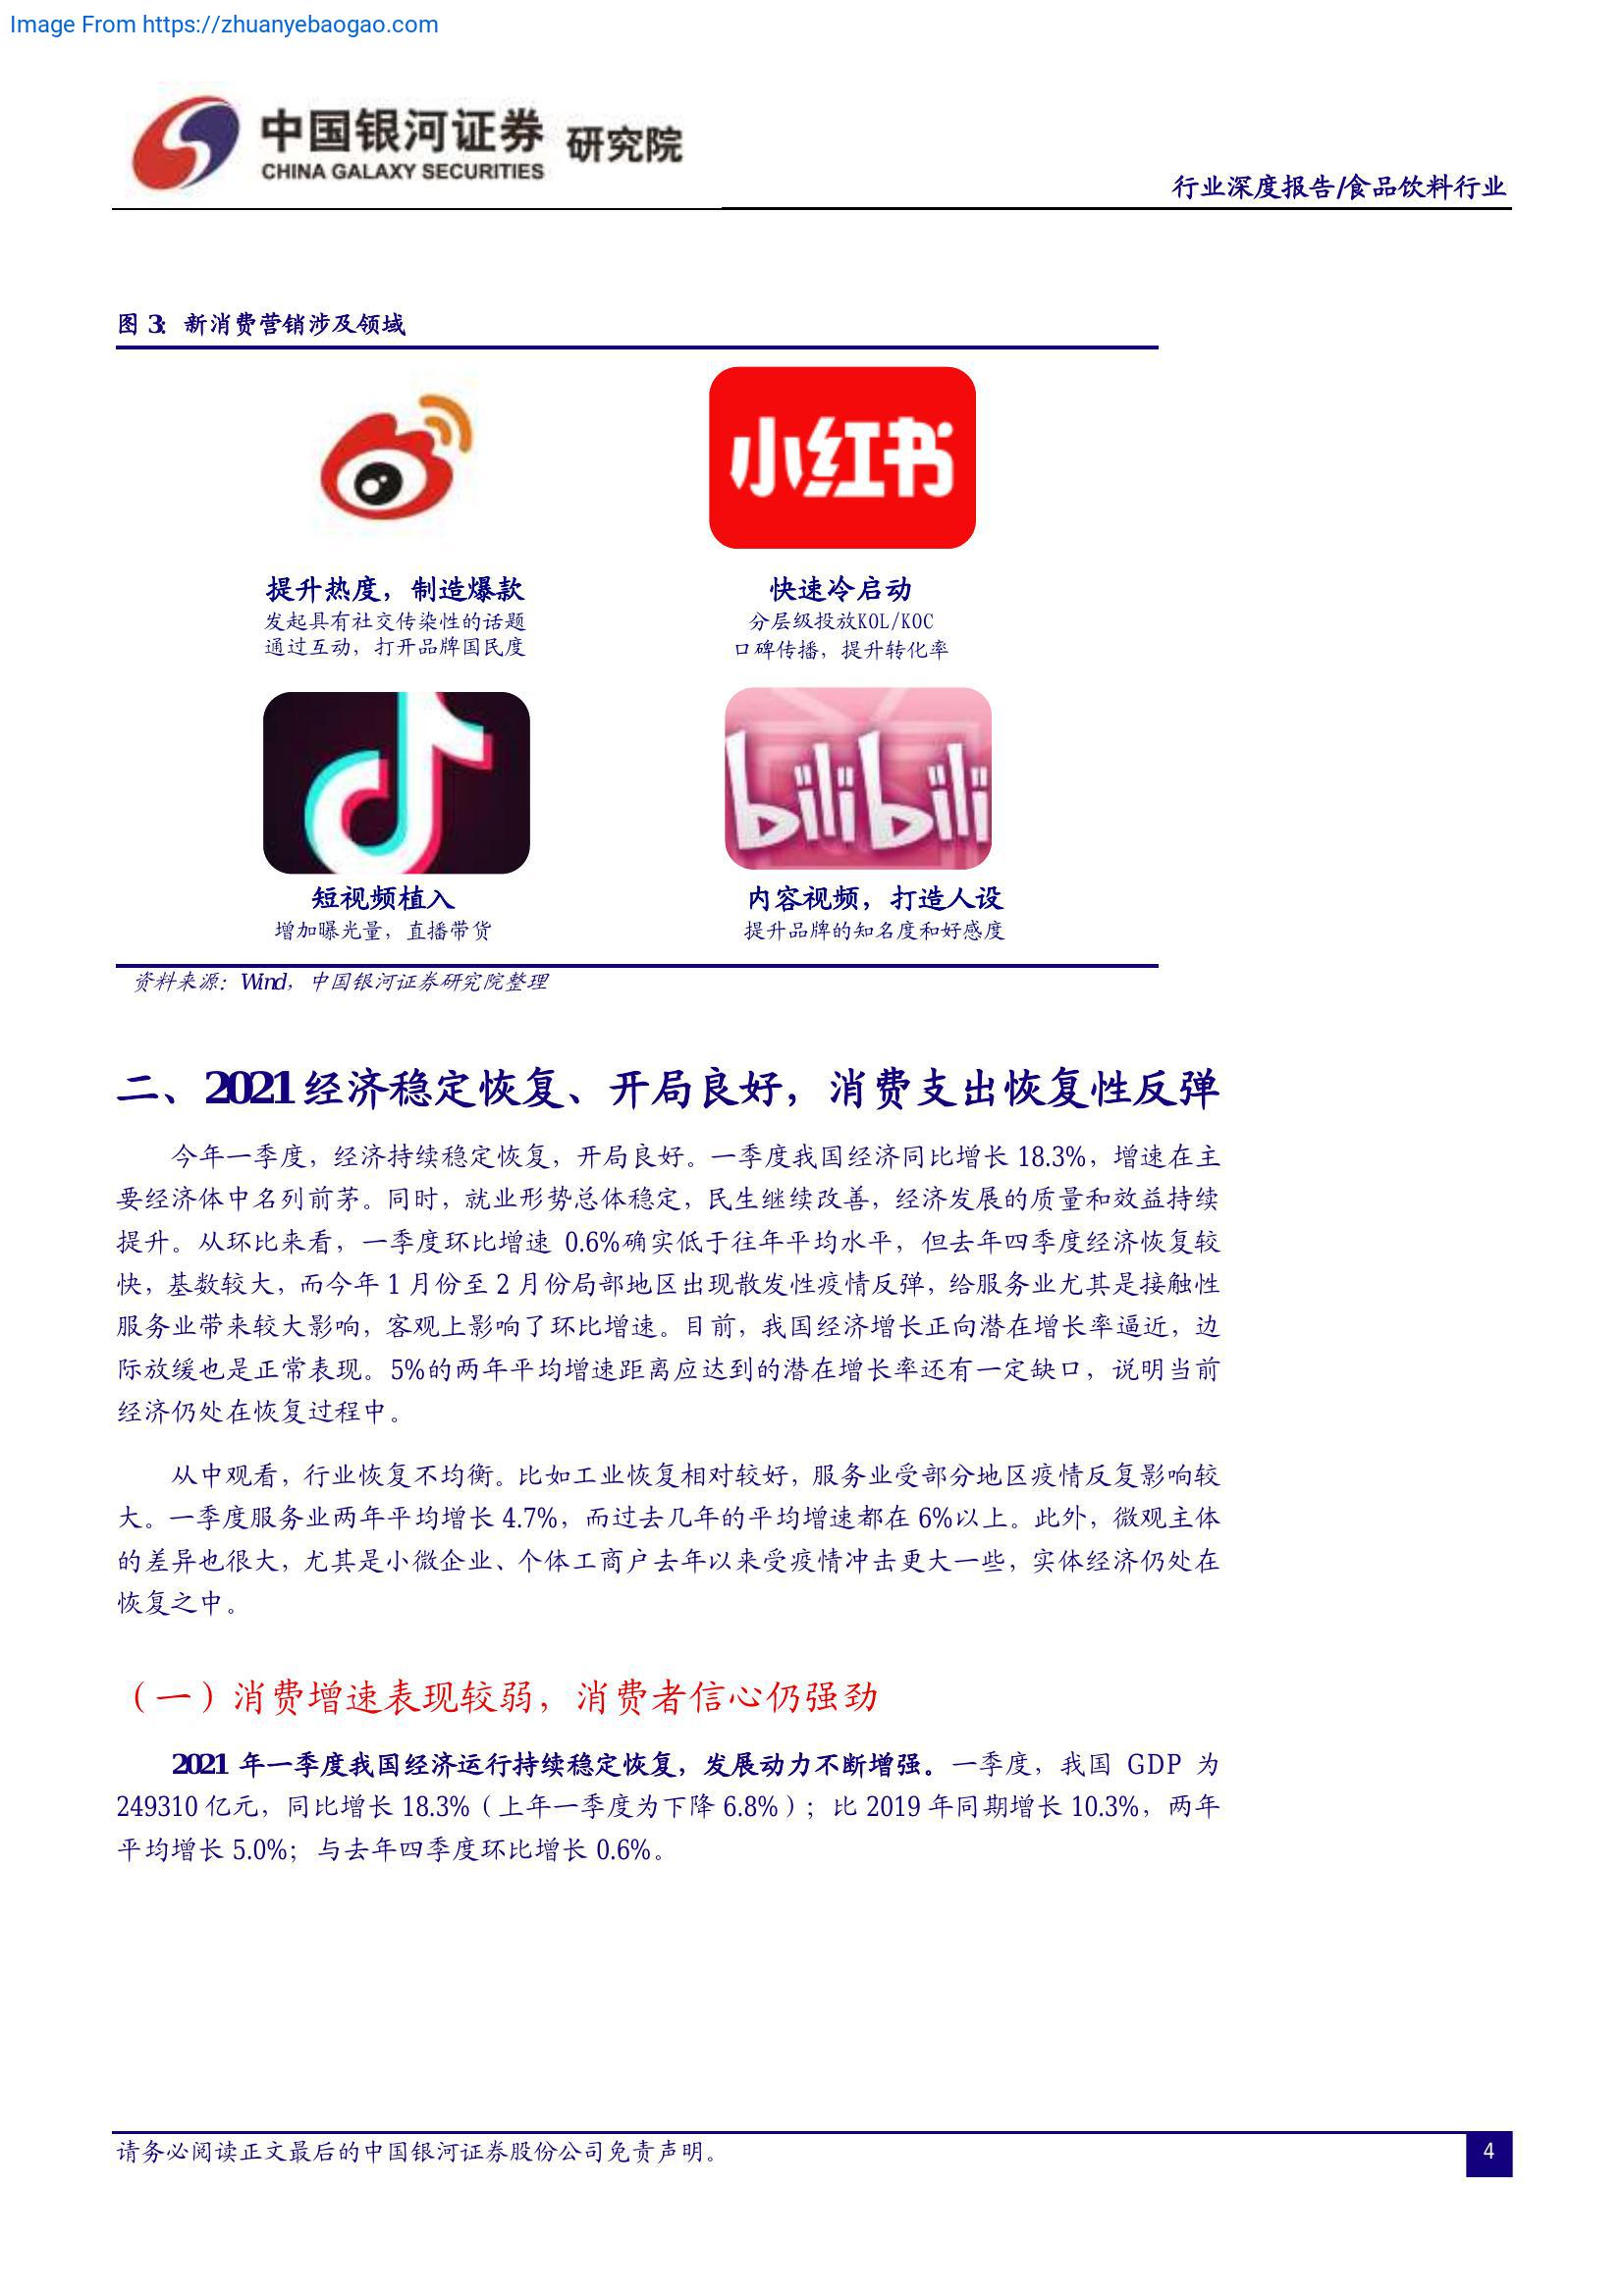 Image From https://zhuanyebaogao.com
中国银河证券 研究院
CHINA GALAXY SECURITIES
行业深度报告/食品饮料行业
图 3：新消费营销涉及领域
小红书
提升热度，制造爆款
发起具有社交传染性的话题
通过互动，打开品牌国民度
快速冷启动
分层级投放KOL/KOC
口碑传播，提升转化率
bilibili
短视频植入
增加曝光量，直播带货
内容视频，打造人设
提升品牌的知名度和好感度
资料来源：Wind，中国银河证券研究院整理
二、2021 经济稳定恢复、开局良好，消费支出恢复性反弹
今年一季度，经济持续稳定恢复，开局良好。一季度我国经济同比增长 18.3%，增速在主
要经济体中名列前茅。同时，就业形势总体稳定，民生继续改善，经济发展的质量和效益持续
提升。从环比来看，一季度环比增速 0.6%确实低于往年平均水平，但去年四季度经济恢复较
快，基数较大，而今年 1 月份至 2 月份局部地区出现散发性疫情反弹，给服务业尤其是接触性
服务业带来较大影响，客观上影响了环比增速。目前，我国经济增长正向潜在增长率逼近，边
际放缓也是正常表现。5%的两年平均增速距离应达到的潜在增长率还有一定缺口，说明当前
经济仍处在恢复过程中。
从中观看，行业恢复不均衡。比如工业恢复相对较好，服务业受部分地区疫情反复影响较
大。一季度服务业两年平均增长 4.7%，而过去几年的平均增速都在 6%以上。此外，微观主体
的差异也很大，尤其是小微企业、个体工商户去年以来受疫情冲击更大一些，实体经济仍处在
恢复之中。
（一）消费增速表现较弱，消费者信心仍强劲
2021 年一季度我国经济运行持续稳定恢复，发展动力不断增强。一季度，我国 GDP 为
249310 亿元，同比增长 18.3%（上年一季度为下降 6.8%）；比 2019 年同期增长 10.3%，两年
平均增长 5.0%；与去年四季度环比增长 0.6%。
请务必阅读正文最后的中国银河证券股份公司免责声明。
4